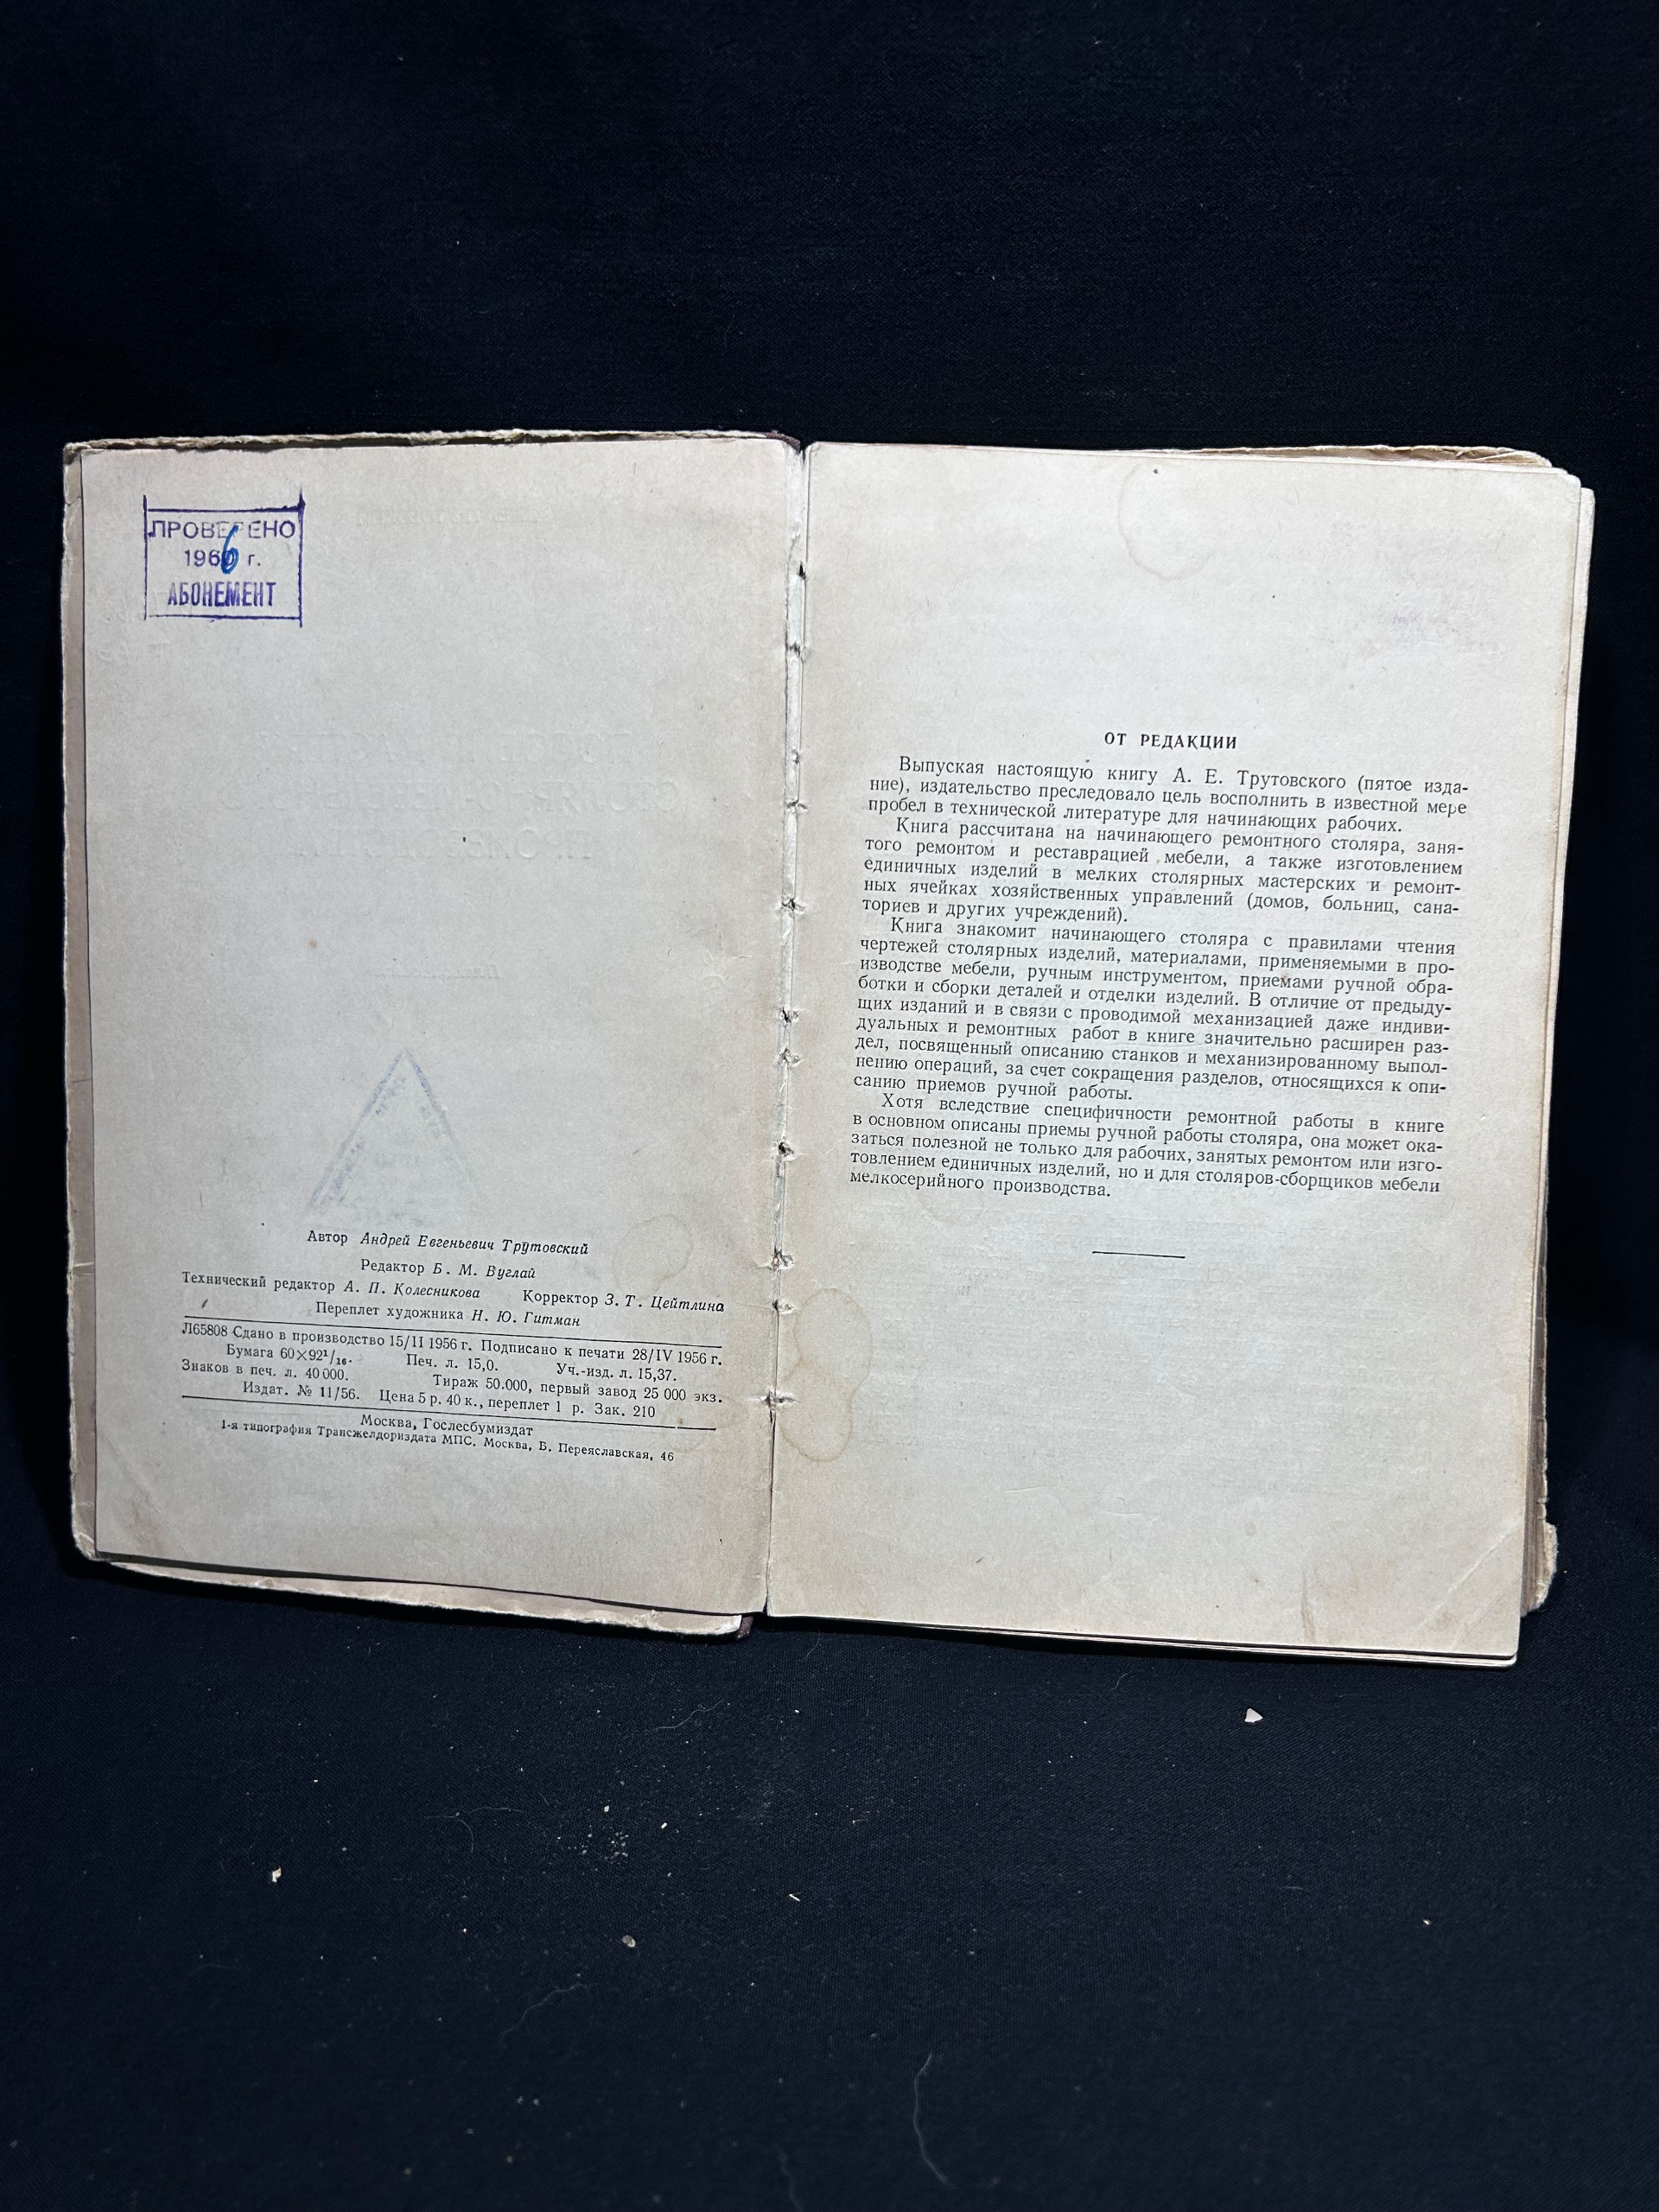 ПРОВЕРЕНО
1966 г.
АБОНЕМЕНТ
Автор Андрей Евгеньевич Трутовский
Редактор Б. М. Вуглай
Технический редактор А. П. Колесникова Корректор З. Т. Цейтлина
Переплет художника Н. Ю. Гитман
Л65808 Сдано в производство 15/II 1956 г. Подписано к печати 28/IV 1956 г.
Бумага 60×92¹/₁₆. Печ. л. 15,0. Уч.-изд. л. 15,37.
Знаков в печ. л. 40 000. Тираж 50.000, первый завод 25 000 экз.
Издат. № 11/56. Цена 5 р. 40 к., переплет 1 р. Зак. 210
Москва, Гослесбумиздат
1-я типография Трансжелдориздата МПС. Москва, Б. Переяславская, 46
ОТ РЕДАКЦИИ
Выпуская настоящую книгу А. Е. Трутовского (пятое изда-
ние), издательство преследовало цель восполнить в известной мере
пробел в технической литературе для начинающих рабочих.
Книга рассчитана на начинающего ремонтного столяра, заня-
того ремонтом и реставрацией мебели, а также изготовлением
единичных изделий в мелких столярных мастерских и ремонт-
ных ячейках хозяйственных управлений (домов, больниц, сана-
ториев и других учреждений).
Книга знакомит начинающего столяра с правилами чтения
чертежей столярных изделий, материалами, применяемыми в про-
изводстве мебели, ручным инструментом, приемами ручной обра-
ботки и сборки деталей и отделки изделий. В отличие от предыду-
щих изданий и в связи с проводимой механизацией даже индиви-
дуальных и ремонтных работ в книге значительно расширен раз-
дел, посвященный описанию станков и механизированному выпол-
нению операций, за счет сокращения разделов, относящихся к опи-
санию приемов ручной работы.
Хотя вследствие специфичности ремонтной работы в книге
в основном описаны приемы ручной работы столяра, она может ока-
заться полезной не только для рабочих, занятых ремонтом или изго-
товлением единичных изделий, но и для столяров-сборщиков мебели
мелкосерийного производства.